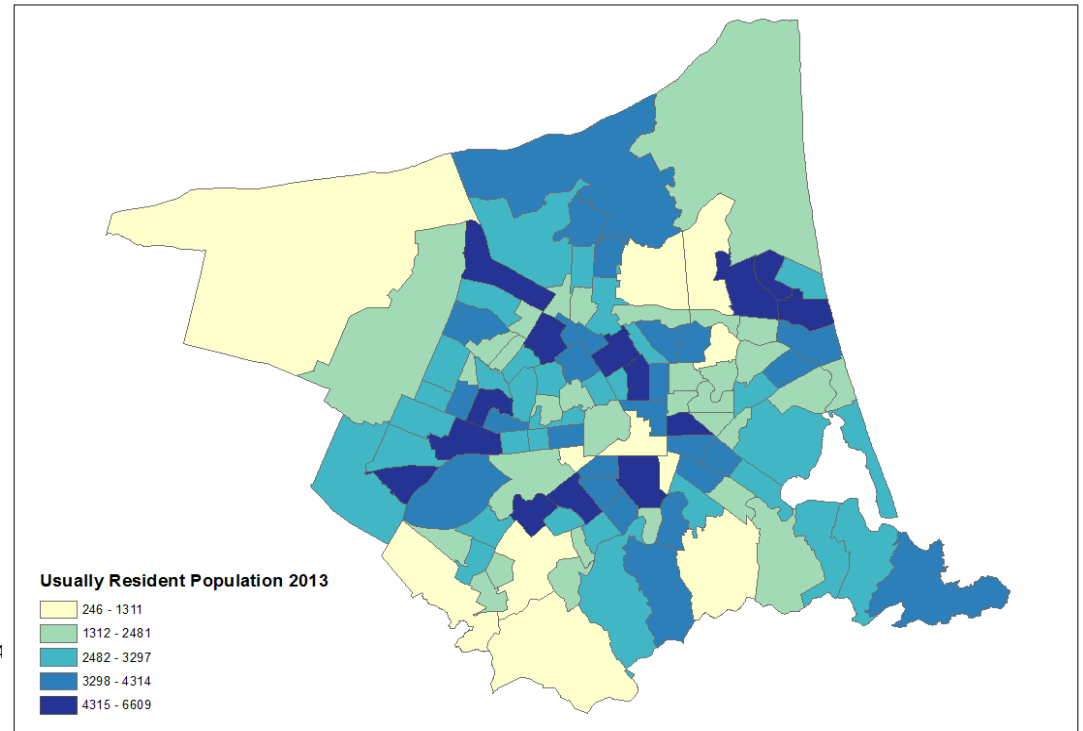 Usually Resident Population 2013
246 - 1311
1312 - 2481
2482 - 3297
3298 - 4314
4315 - 6609